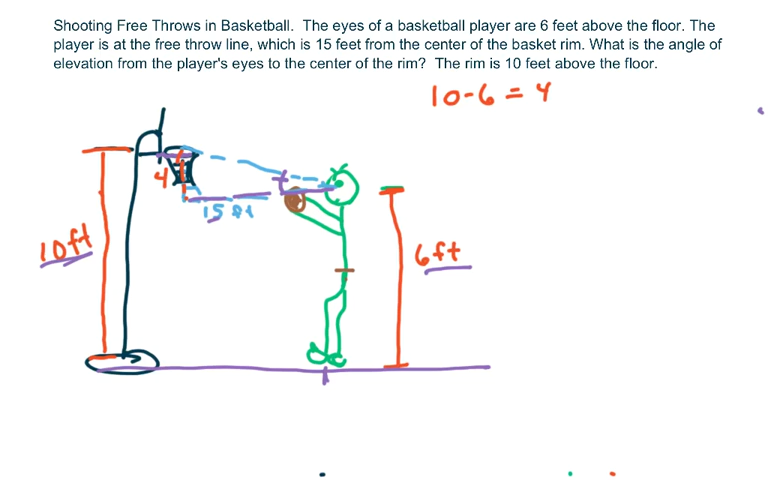 Shooting Free Throws in Basketball.  The eyes of a basketball player are 6 feet above the floor. The
player is at the free throw line, which is 15 feet from the center of the basket rim. What is the angle of
elevation from the player's eyes to the center of the rim?  The rim is 10 feet above the floor.
10-6=4
4
15 ft
10ft
6ft